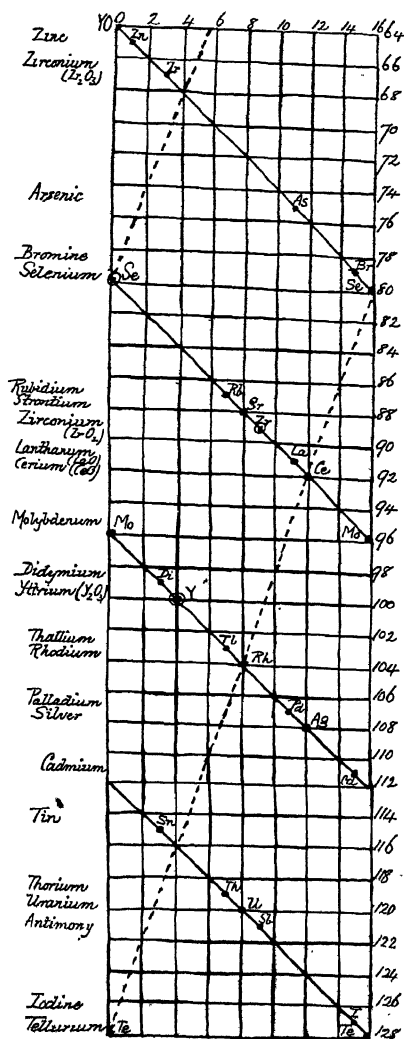 YO 0 2 4 6 8 10 12 14 16 64
Zinc Zn
Zirconium Zr 66
(Zr₂O₃)
68
70
72
74
Arsenic As
76
78
Bromine Br
Selenium Se Se 80
82
84
86
Rubidium Rb
Strontium Sr 88
Zirconium Zr
(ZrO₂) 90
Lanthanum La
Cerium Ce 92
94
Molybdenum Mo Mo 96
98
Didymium Di
Yttrium (Y₂O₃) Y 100
102
Thallium Tl
Rhodium Rh 104
106
Palladium Pd
Silver Ag 108
110
Cadmium Cd 112
114
Tin Sn
116
118
Thorium Th
Uranium U 120
Antimony Sb
122
124
126
Iodine I
Tellurium Te Te 128